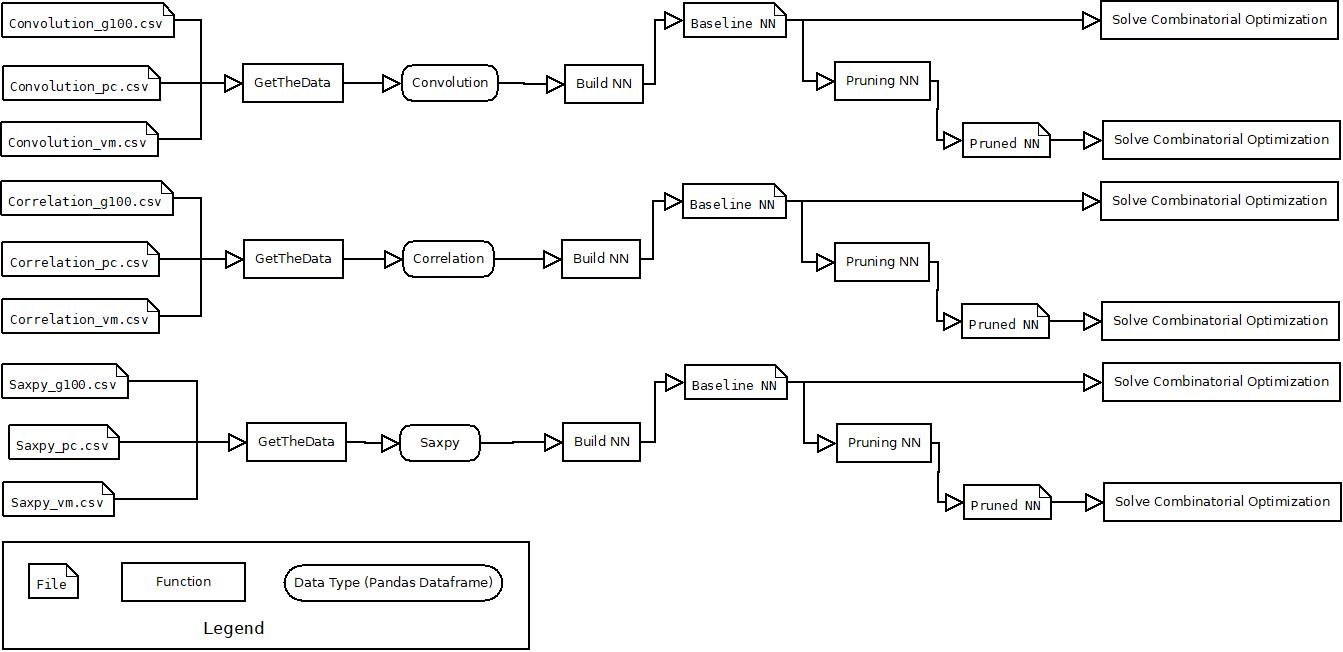 Convolution_g100.csv
Convolution_pc.csv
Convolution_vm.csv
GetTheData
Convolution
Build NN
Baseline NN
Pruning NN
Pruned NN
Solve Combinatorial Optimization
Solve Combinatorial Optimization
Correlation_g100.csv
Correlation_pc.csv
Correlation_vm.csv
GetTheData
Correlation
Build NN
Baseline NN
Pruning NN
Pruned NN
Solve Combinatorial Optimization
Solve Combinatorial Optimization
Saxpy_g100.csv
Saxpy_pc.csv
Saxpy_vm.csv
GetTheData
Saxpy
Build NN
Baseline NN
Pruning NN
Pruned NN
Solve Combinatorial Optimization
Solve Combinatorial Optimization
File
Function
Data Type (Pandas Dataframe)
Legend